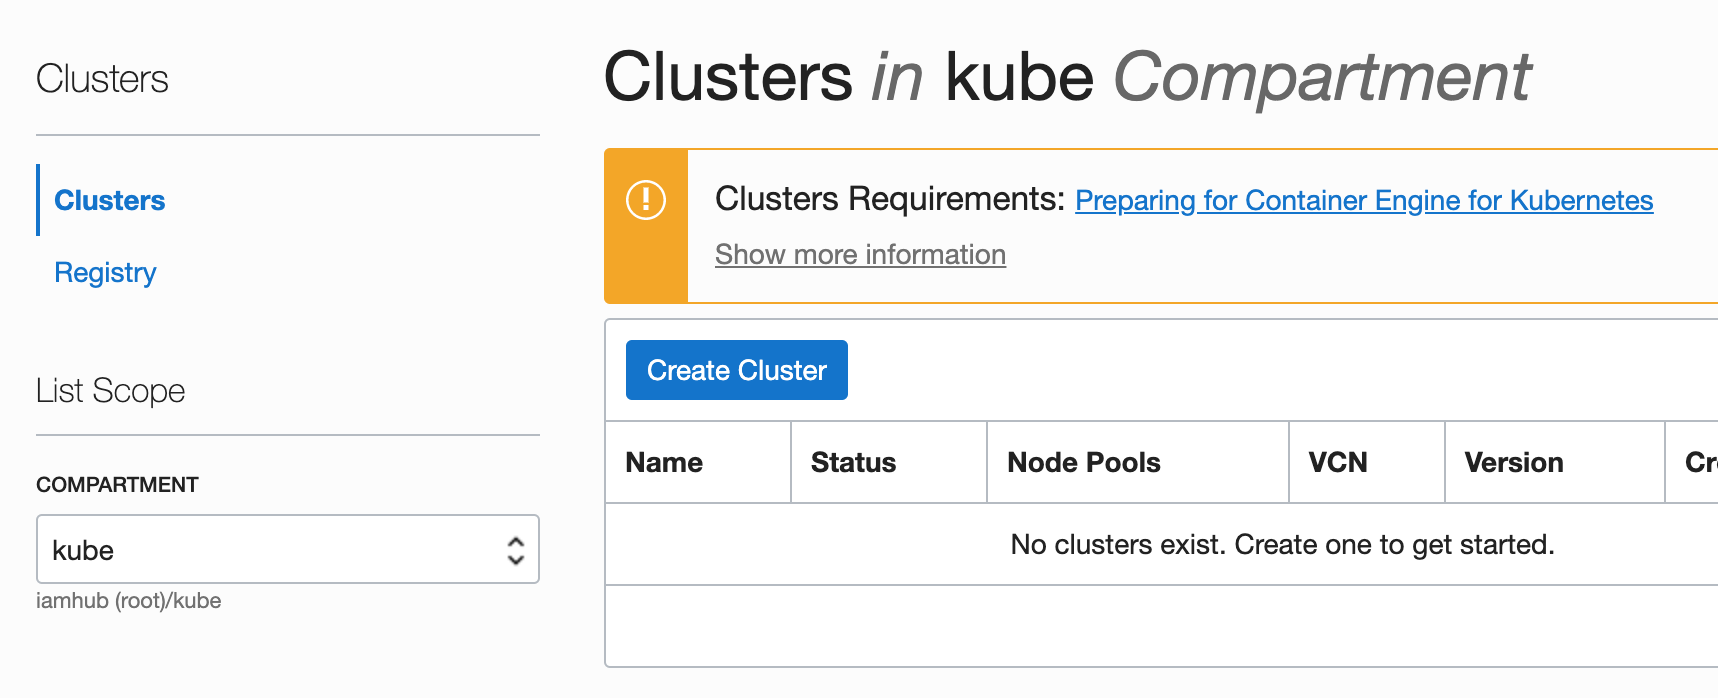 Clusters
Clusters
Registry
List Scope
COMPARTMENT
kube
iamhub (root)/kube
Clusters in kube Compartment
Clusters Requirements: Preparing for Container Engine for Kubernetes
Show more information
Create Cluster
Name Status Node Pools VCN Version
No clusters exist. Create one to get started.